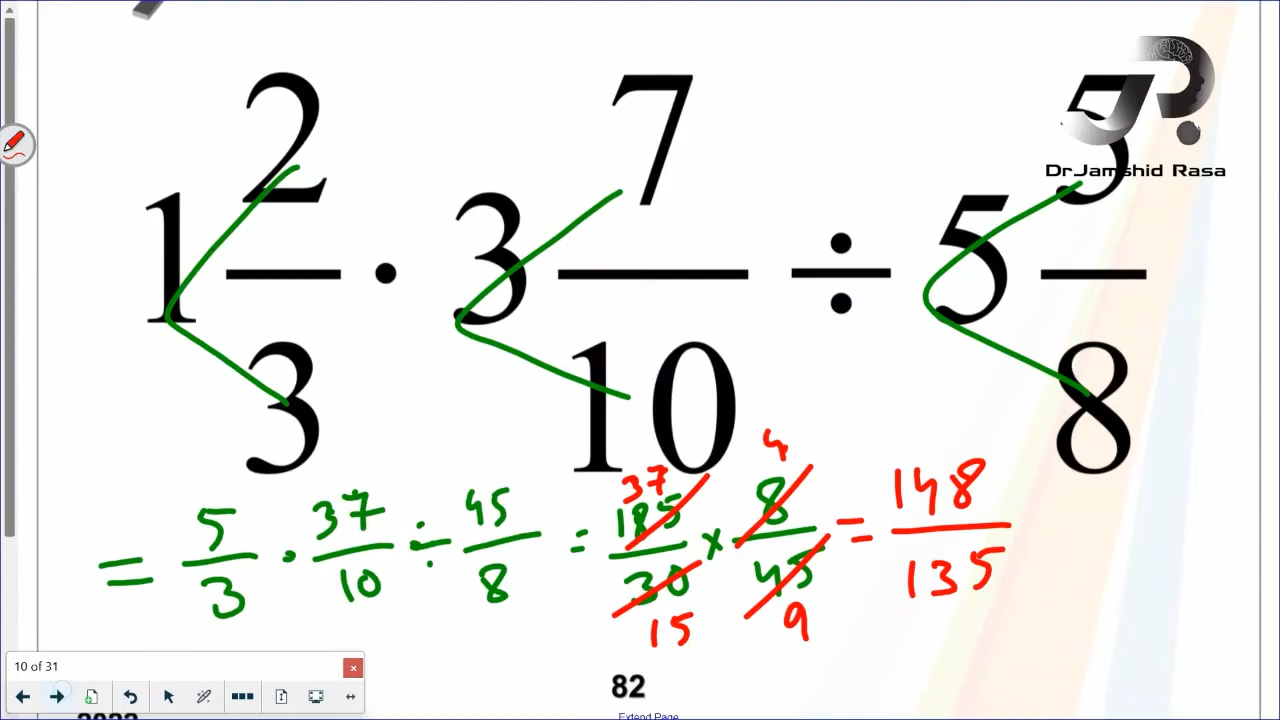 Dr.Jamshid Rasa
1 2/3 · 3 7/10 ÷ 5 5/8
= 5/3 · 37/10 ÷ 45/8 = 185/30 × 8/45 = 148/135
37 4
15 9
10 of 31
82
2023
Extend Page